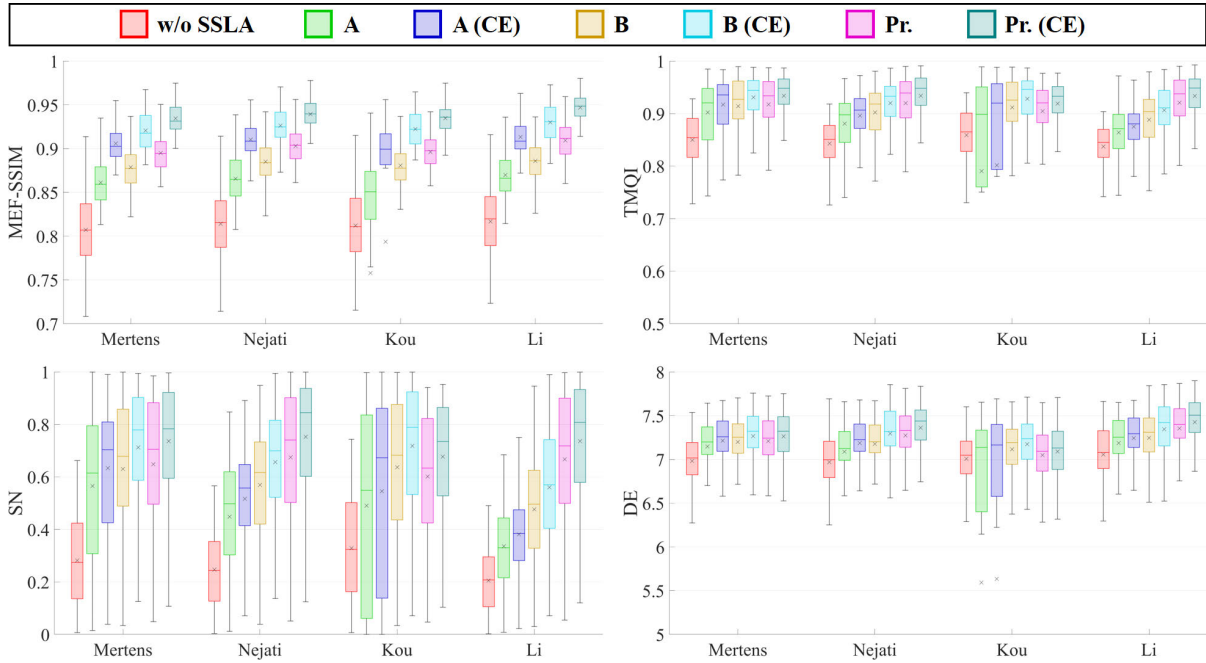 w/o SSLA A A (CE) B B (CE) Pr. Pr. (CE)
MEF-SSIM
1
0.95
0.9
0.85
0.8
0.75
0.7
Mertens Nejati Kou Li
TMQI
1
0.9
0.8
0.7
0.6
0.5
Mertens Nejati Kou Li
SN
1
0.8
0.6
0.4
0.2
0
Mertens Nejati Kou Li
DE
8
7.5
7
6.5
6
5.5
5
Mertens Nejati Kou Li